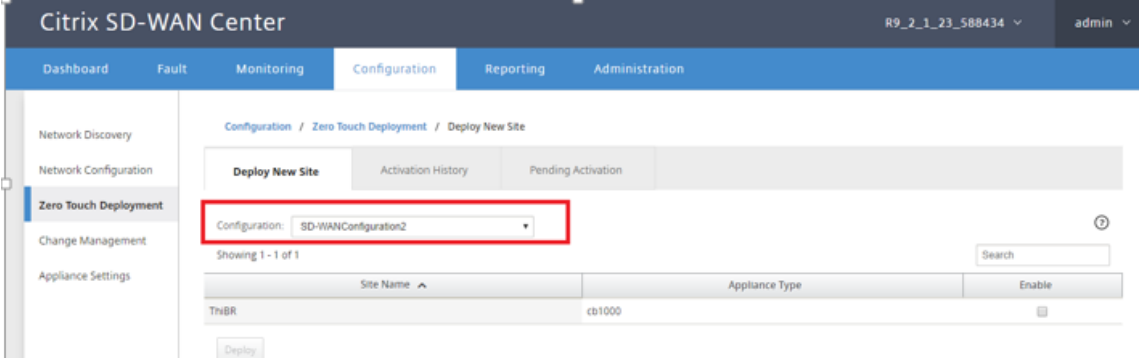 Citrix SD-WAN Center
R9_2_1_23_588434
admin
Dashboard Fault Monitoring Configuration Reporting Administration
Network Discovery
Network Configuration
Zero Touch Deployment
Change Management
Appliance Settings
Configuration / Zero Touch Deployment / Deploy New Site
Deploy New Site Activation History Pending Activation
Configuration: SD-WANConfiguration2
?
Showing 1 - 1 of 1
Search
Site Name Appliance Type Enable
ThiBR cb1000
Deploy